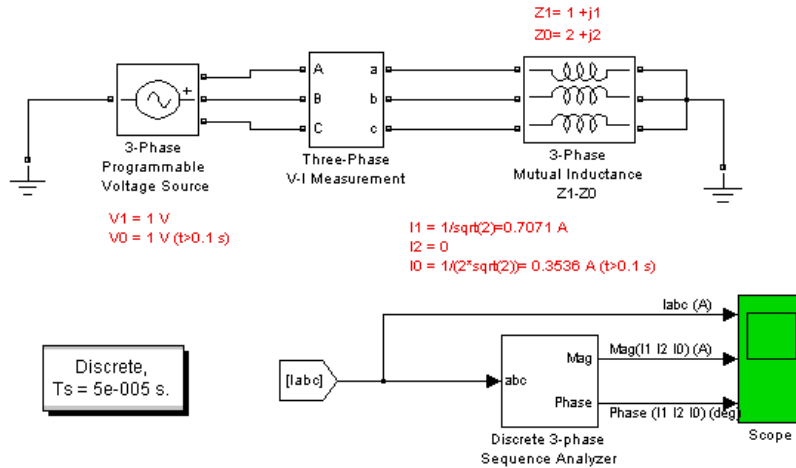 Z1= 1 +j1
Z0= 2 +j2
A
a
B
b
C
c
+
3-Phase
Programmable
Voltage Source
Three-Phase
V-I Measurement
3-Phase
Mutual Inductance
Z1-Z0
V1 = 1 V
V0 = 1 V (t>0.1 s)
I1 = 1/sqrt(2)=0.7071 A
I2 = 0
I0 = 1/(2*sqrt(2))= 0.3536 A (t>0.1 s)
Iabc (A)
Discrete,
Ts = 5e-005 s.
[Iabc]
abc
Mag
Mag(I1 I2 I0) (A)
Phase
Phase (I1 I2 I0) (deg)
Discrete 3-phase
Sequence Analyzer
Scope